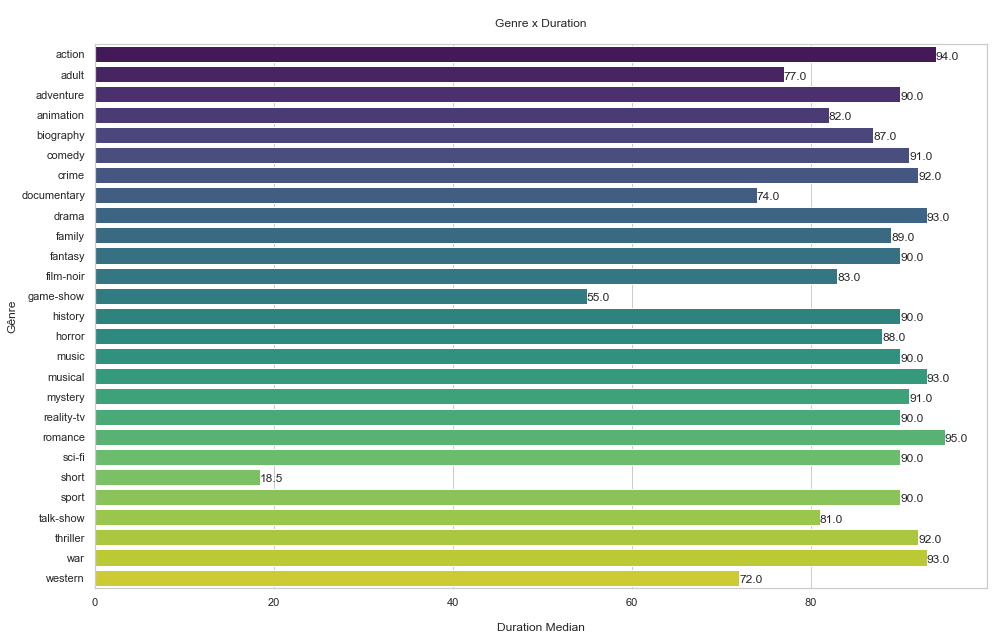 Genre x Duration
Gênre
action 94.0
adult 77.0
adventure 90.0
animation 82.0
biography 87.0
comedy 91.0
crime 92.0
documentary 74.0
drama 93.0
family 89.0
fantasy 90.0
film-noir 83.0
game-show 55.0
history 90.0
horror 88.0
music 90.0
musical 93.0
mystery 91.0
reality-tv 90.0
romance 95.0
sci-fi 90.0
short 18.5
sport 90.0
talk-show 81.0
thriller 92.0
war 93.0
western 72.0
0 20 40 60 80
Duration Median